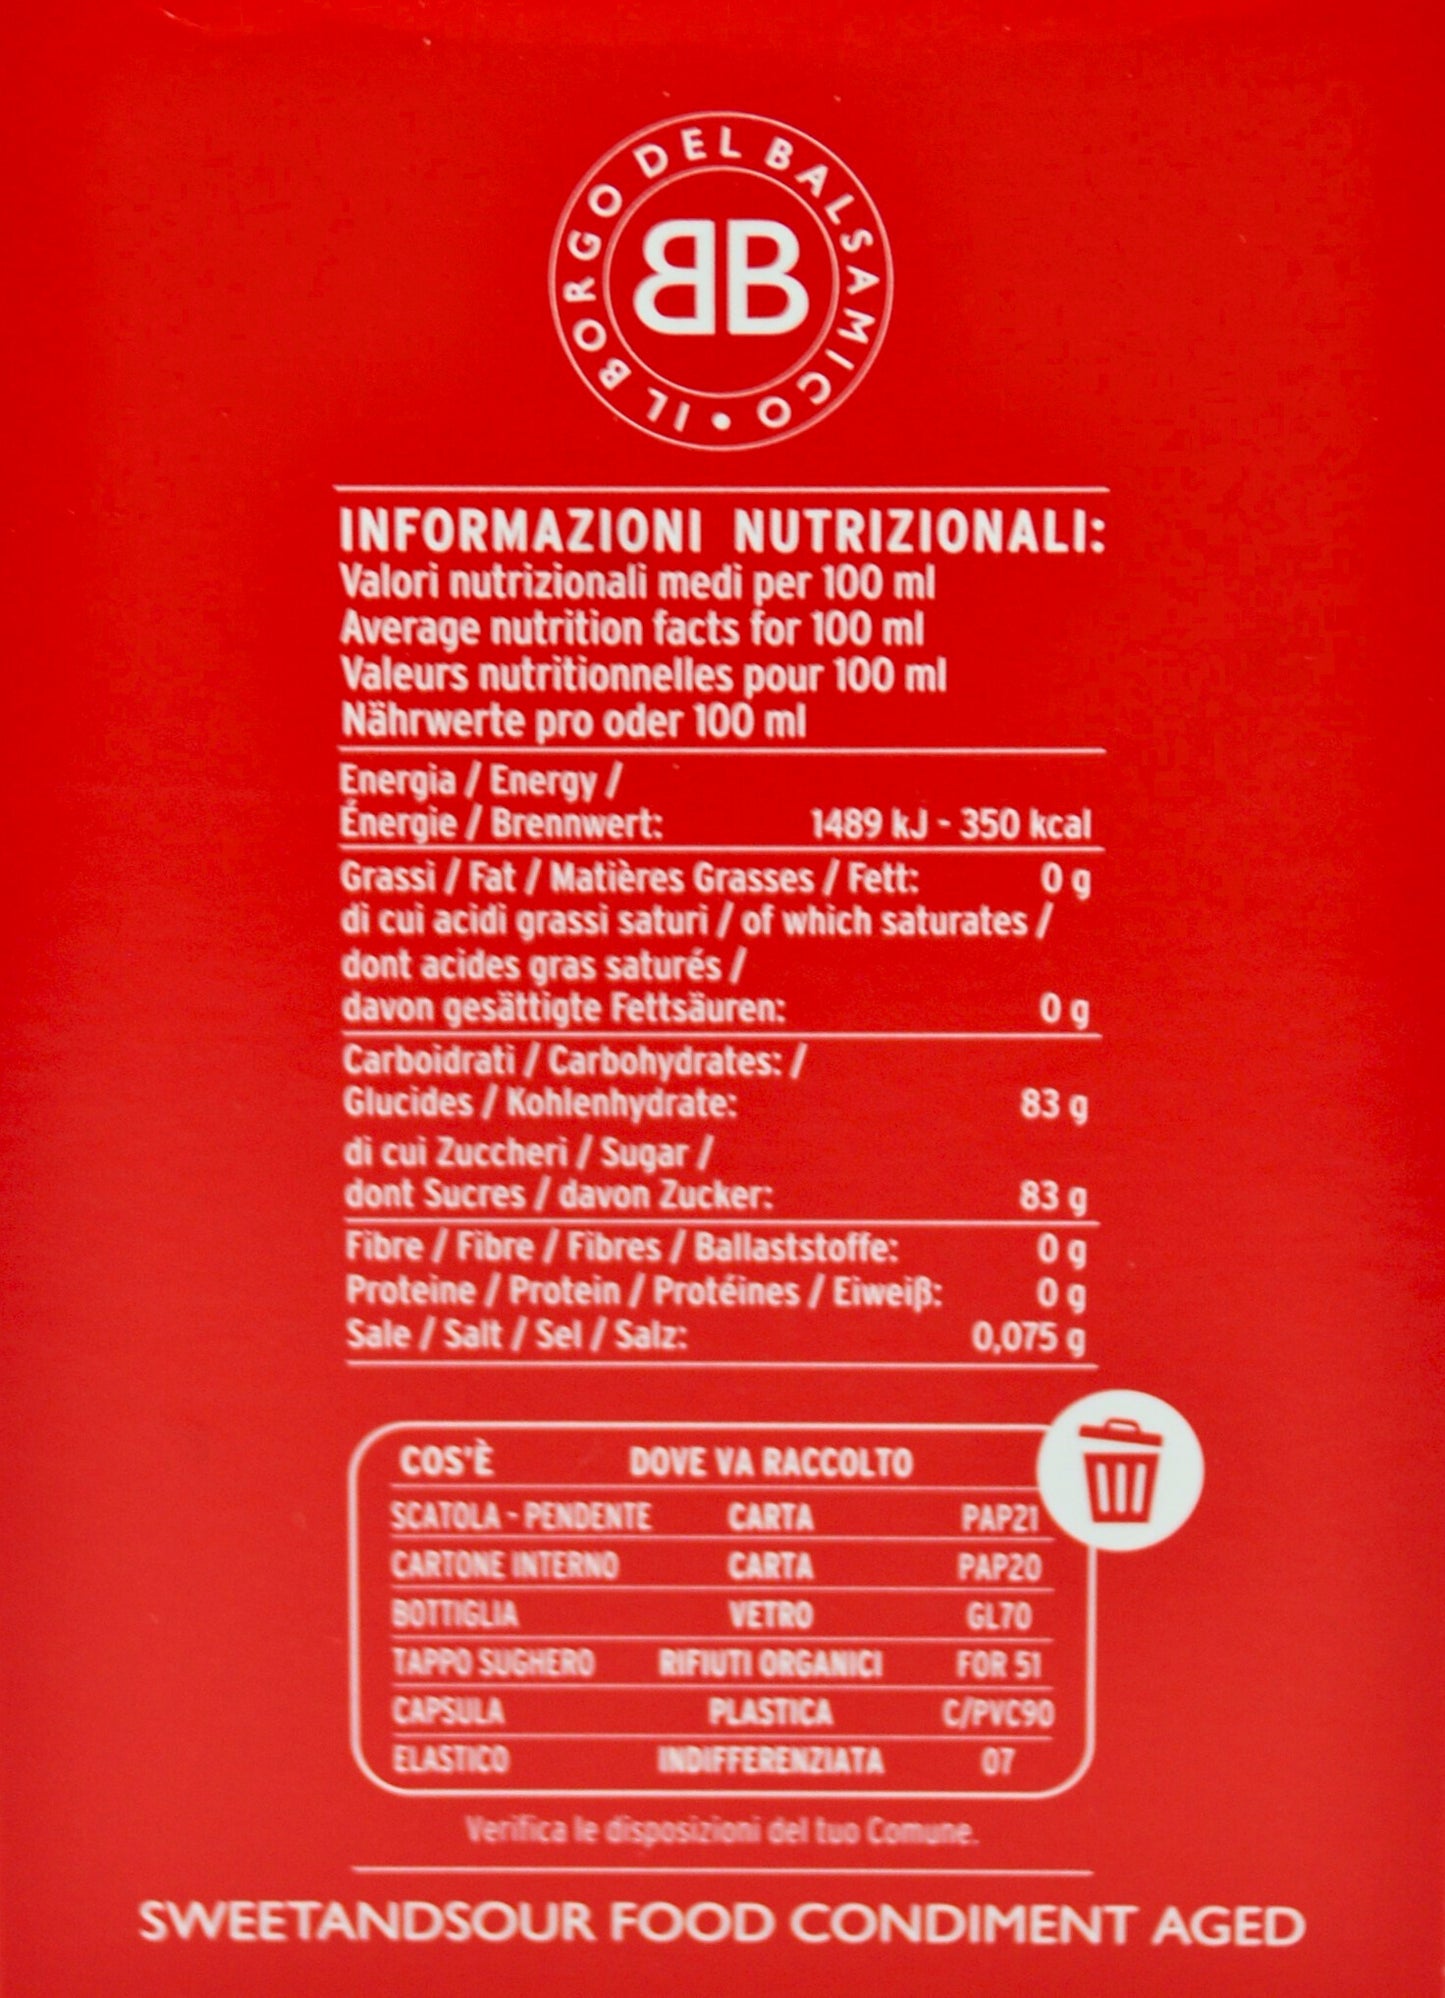 IL BORGO DEL BALSAMICO •
BB
INFORMAZIONI NUTRIZIONALI:
Valori nutrizionali medi per 100 ml
Average nutrition facts for 100 ml
Valeurs nutritionnelles pour 100 ml
Nährwerte pro oder 100 ml
Energia / Energy /
Énergie / Brennwert: 1489 kJ - 350 kcal
Grassi / Fat / Matières Grasses / Fett: 0 g
di cui acidi grassi saturi / of which saturates /
dont acides gras saturés /
davon gesättigte Fettsäuren: 0 g
Carboidrati / Carbohydrates: /
Glucides / Kohlenhydrate: 83 g
di cui Zuccheri / Sugar /
dont Sucres / davon Zucker: 83 g
Fibre / Fibre / Fibres / Ballaststoffe: 0 g
Proteine / Protein / Protéines / Eiweiß: 0 g
Sale / Salt / Sel / Salz: 0,075 g
COS'È DOVE VA RACCOLTO
SCATOLA - PENDENTE CARTA PAP21
CARTONE INTERNO CARTA PAP20
BOTTIGLIA VETRO GL70
TAPPO SUGHERO RIFIUTI ORGANICI FOR 51
CAPSULA PLASTICA C/PVC90
ELASTICO INDIFFERENZIATA 07
Verifica le disposizioni del tuo Comune.
SWEETANDSOUR FOOD CONDIMENT AGED